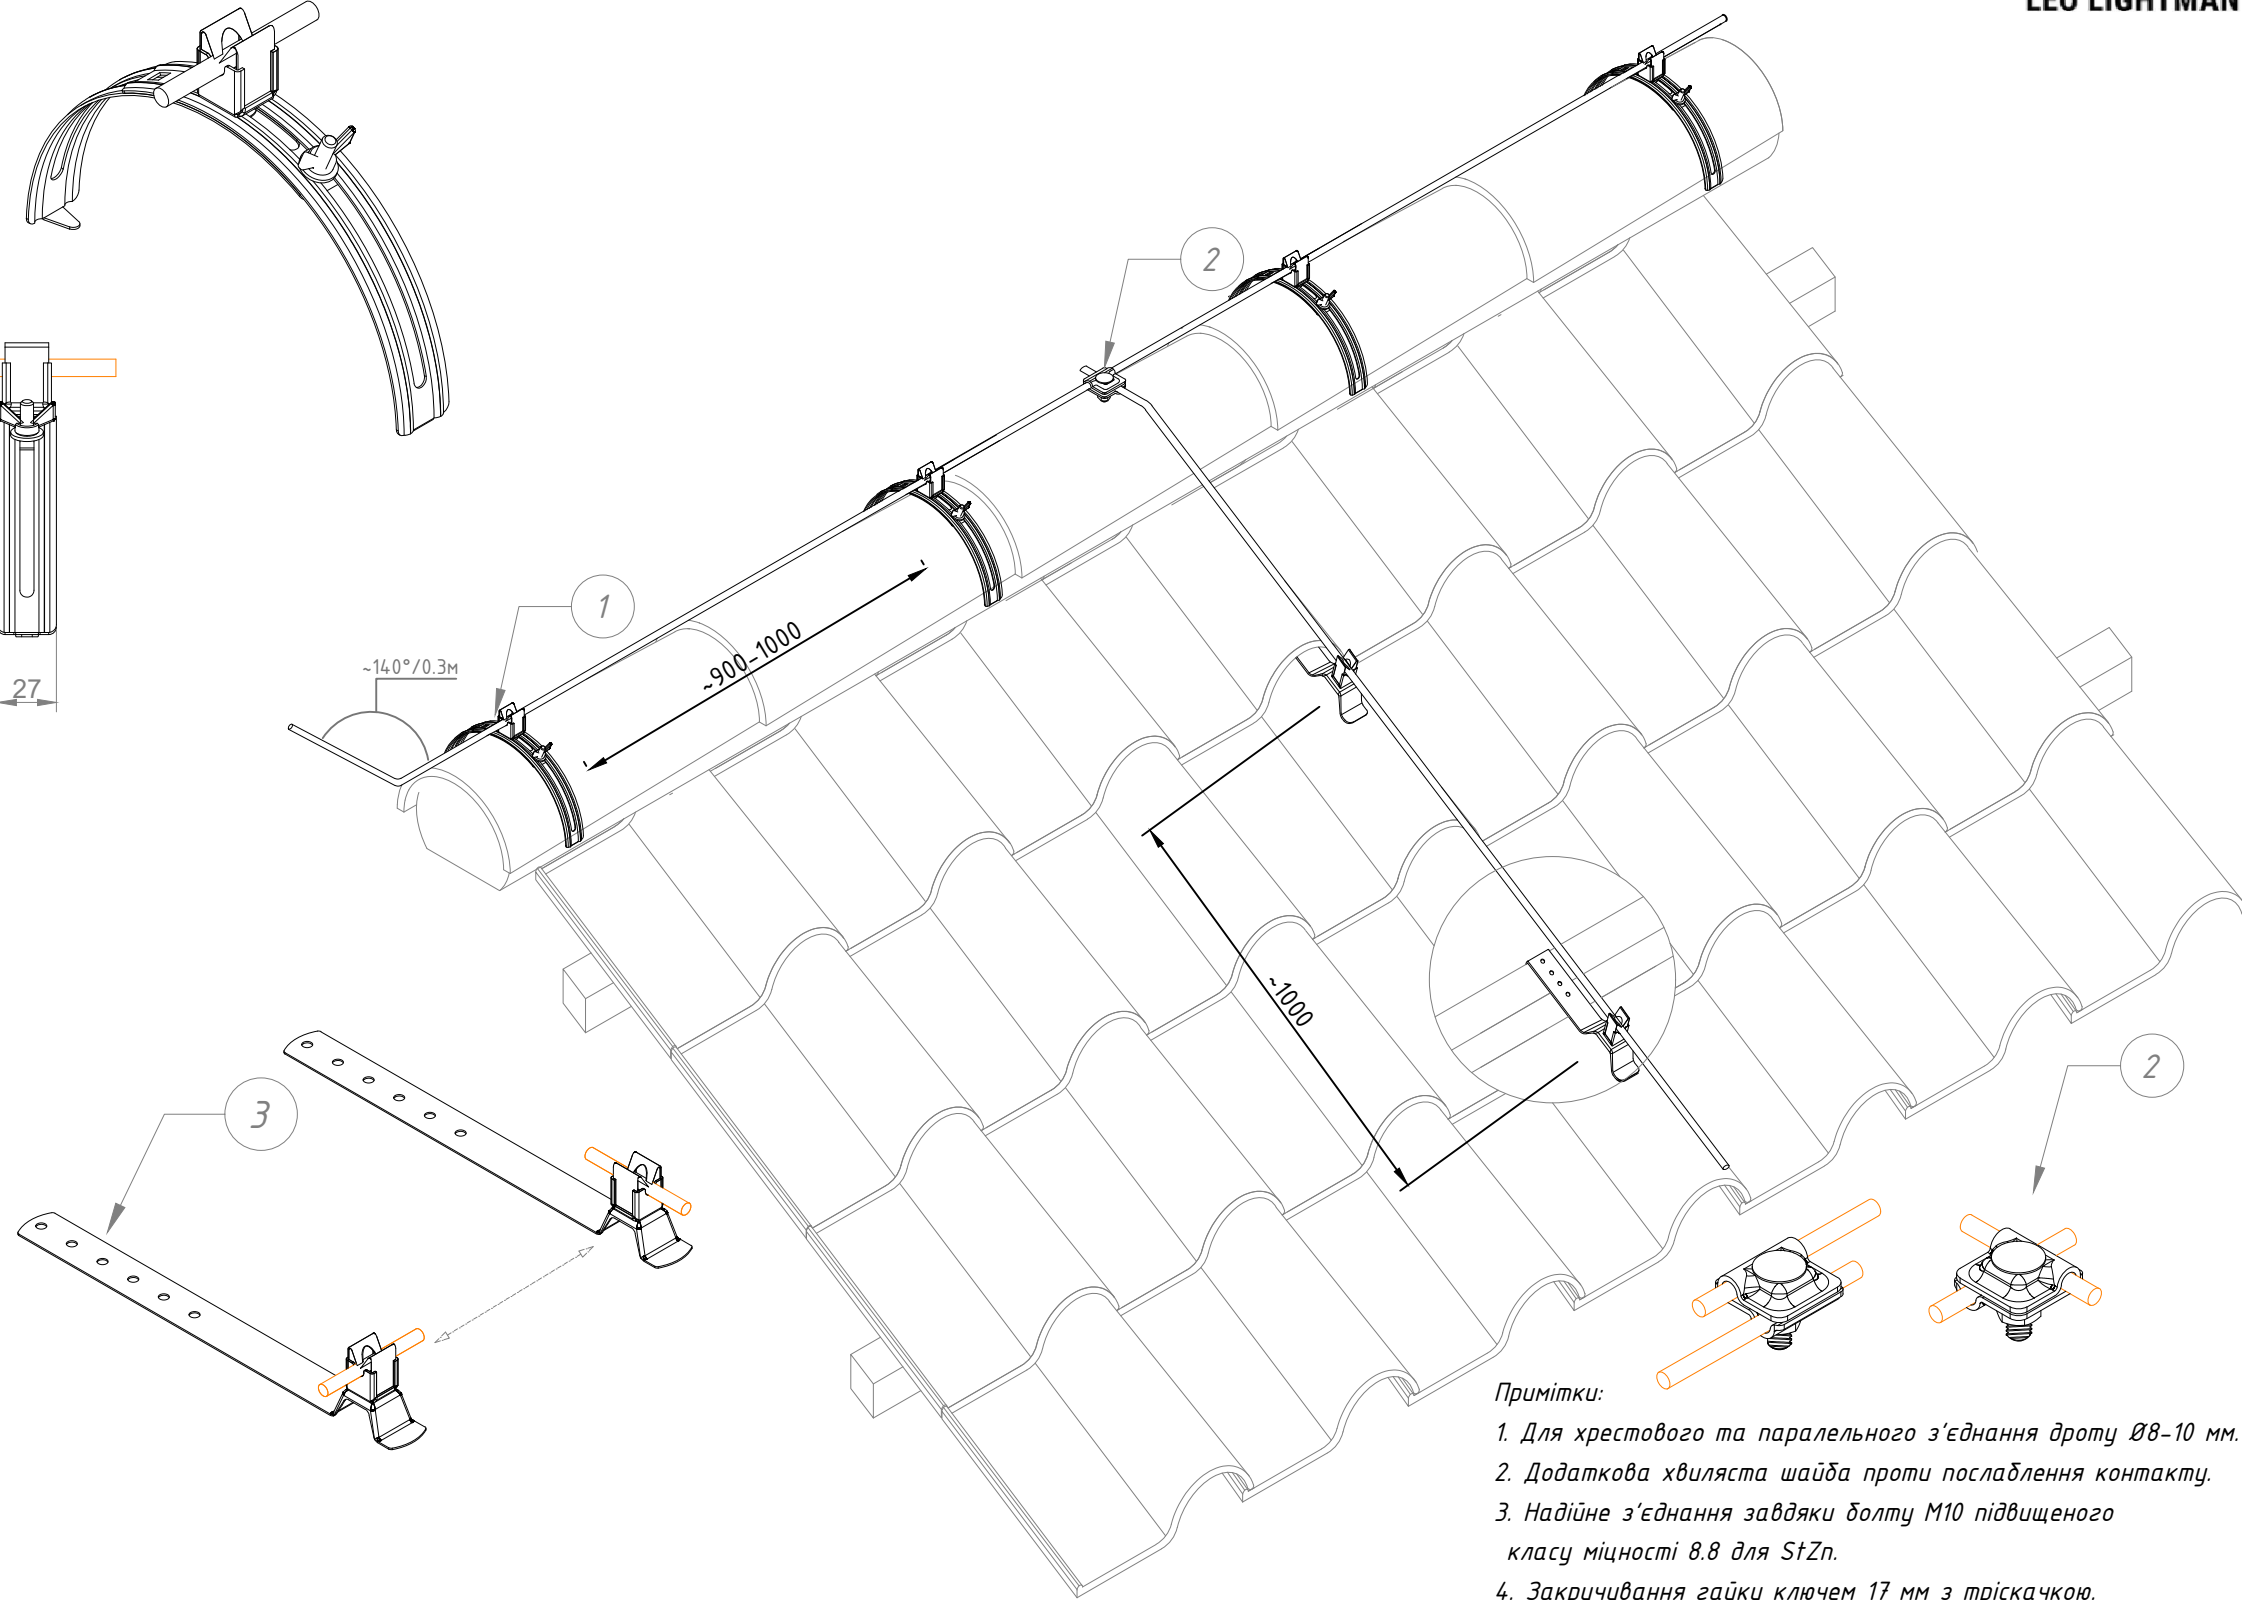 LEO LIGHTMAN
2
1
~900-1000
~140°/0.3м
27
~1000
3
2
Примітки:
1. Для хрестового та паралельного з'єднання дроту Ø8-10 мм.
2. Додаткова хвиляста шайба проти послаблення контакту.
3. Надійне з'єднання завдяки болту М10 підвищеного
класу міцності 8.8 для StZn.
4. Закручування гайки ключем 17 мм з тріскачкою.